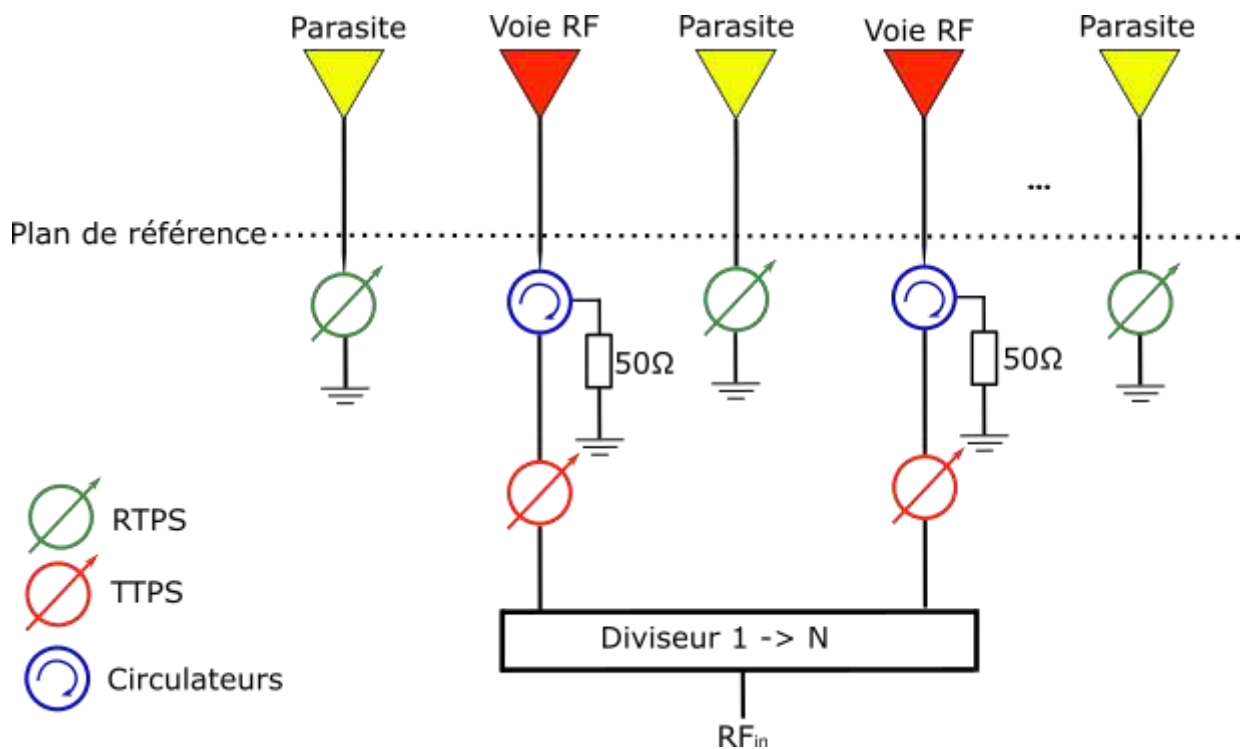 Parasite Voie RF Parasite Voie RF Parasite
...
Plan de référence
50Ω 50Ω
RTPS
TTPS
Diviseur 1 -> N
Circulateurs
RFin